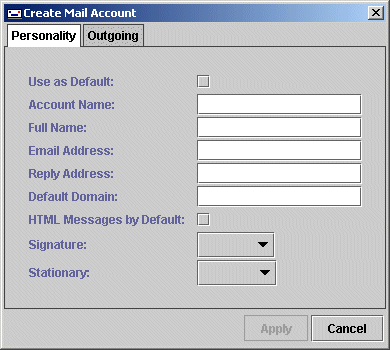 Create Mail Account
Personality Outgoing
Use as Default:
Account Name:
Full Name:
Email Address:
Reply Address:
Default Domain:
HTML Messages by Default:
Signature:
Stationary:
Apply Cancel